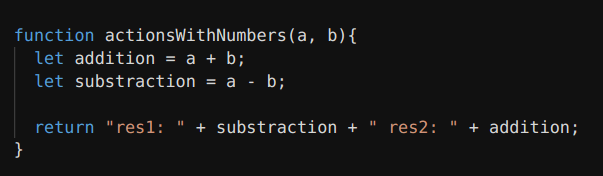 function actionsWithNumbers(a, b){
  let addition = a + b;
  let substraction = a - b;

  return "res1: " + substraction + " res2: " + addition;
}